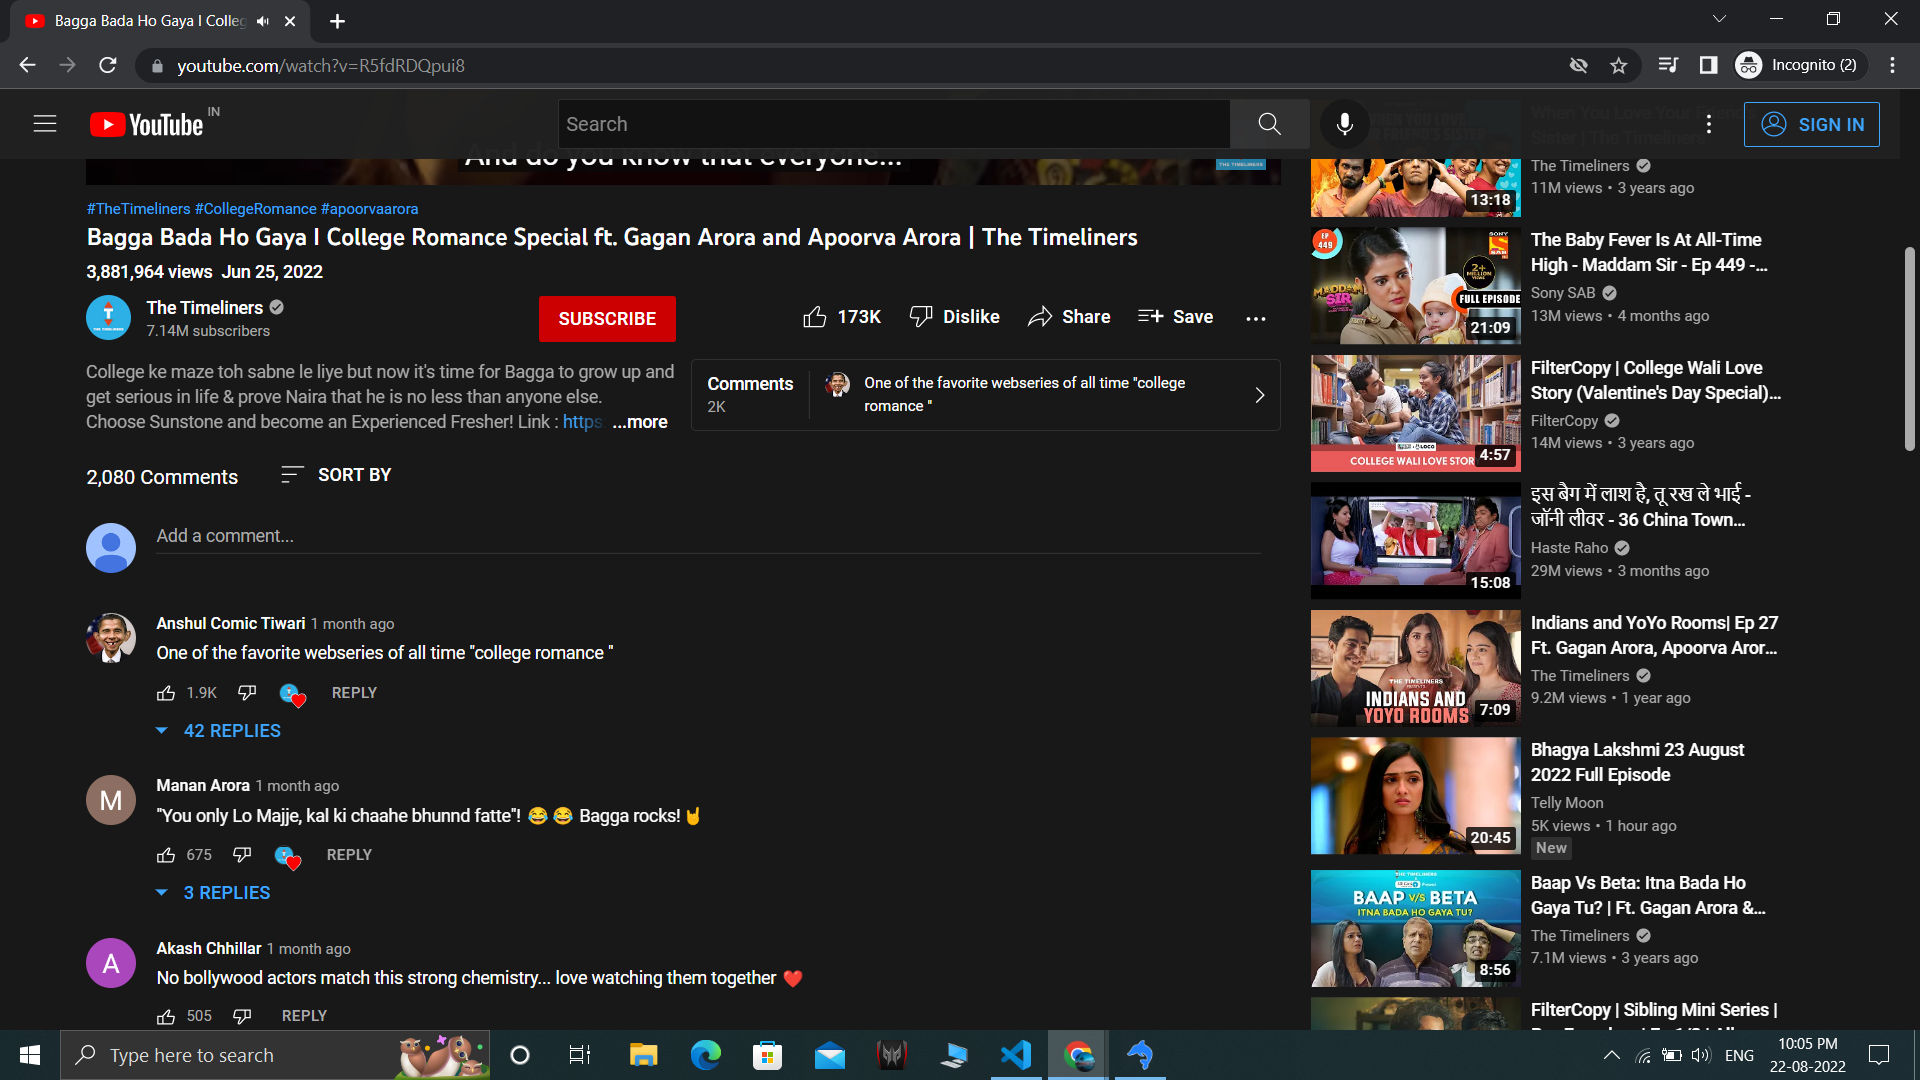 Bagga Bada Ho Gaya I Colleg
youtube.com/watch?v=R5fdRDQpui8
Incognito (2)
YouTube IN
Search
SIGN IN
And do you know that everyone...
THE TIMELINERS
#TheTimeliners #CollegeRomance #apoorvaarora
Bagga Bada Ho Gaya I College Romance Special ft. Gagan Arora and Apoorva Arora | The Timeliners
3,881,964 views Jun 25, 2022
The Timeliners
7.14M subscribers
SUBSCRIBE
173K
Dislike
Share
Save
College ke maze toh sabne le liye but now it's time for Bagga to grow up and
get serious in life & prove Naira that he is no less than anyone else.
Choose Sunstone and become an Experienced Fresher! Link : https: ...more
Comments
2K
One of the favorite webseries of all time "college
romance "
2,080 Comments
SORT BY
Add a comment...
Anshul Comic Tiwari 1 month ago
One of the favorite webseries of all time "college romance "
1.9K
REPLY
42 REPLIES
M
Manan Arora 1 month ago
"You only Lo Majje, kal ki chaahe bhunnd fatte"! 😂 😂 Bagga rocks!🤘
675
REPLY
3 REPLIES
A
Akash Chhillar 1 month ago
No bollywood actors match this strong chemistry... love watching them together ❤️
505
REPLY
When You Love Your Friend's
Sister | The Timeliners
The Timeliners
11M views • 3 years ago
13:18
EP
449
SONY
SAB
2+
MILLION
VIEWS
MADDAM
SIR
FULL EPISODE
21:09
The Baby Fever Is At All-Time
High - Maddam Sir - Ep 449 -...
Sony SAB
13M views • 4 months ago
LOCO
COLLEGE WALI LOVE STOR
4:57
FilterCopy | College Wali Love
Story (Valentine's Day Special)...
FilterCopy
14M views • 3 years ago
15:08
इस बैग में लाश है, तू रख ले भाई -
जॉनी लीवर - 36 China Town...
Haste Raho
29M views • 3 months ago
THE TIMELINERS
INDIANS AND
YOYO ROOMS
7:09
Indians and YoYo Rooms| Ep 27
Ft. Gagan Arora, Apoorva Aror...
The Timeliners
9.2M views • 1 year ago
20:45
Bhagya Lakshmi 23 August
2022 Full Episode
Telly Moon
5K views • 1 hour ago
New
THE TIMELINERS
BAAP V/S BETA
ITNA BADA HO GAYA TU?
8:56
Baap Vs Beta: Itna Bada Ho
Gaya Tu? | Ft. Gagan Arora &...
The Timeliners
7.1M views • 3 years ago
FilterCopy | Sibling Mini Series |
Type here to search
ENG
10:05 PM
22-08-2022